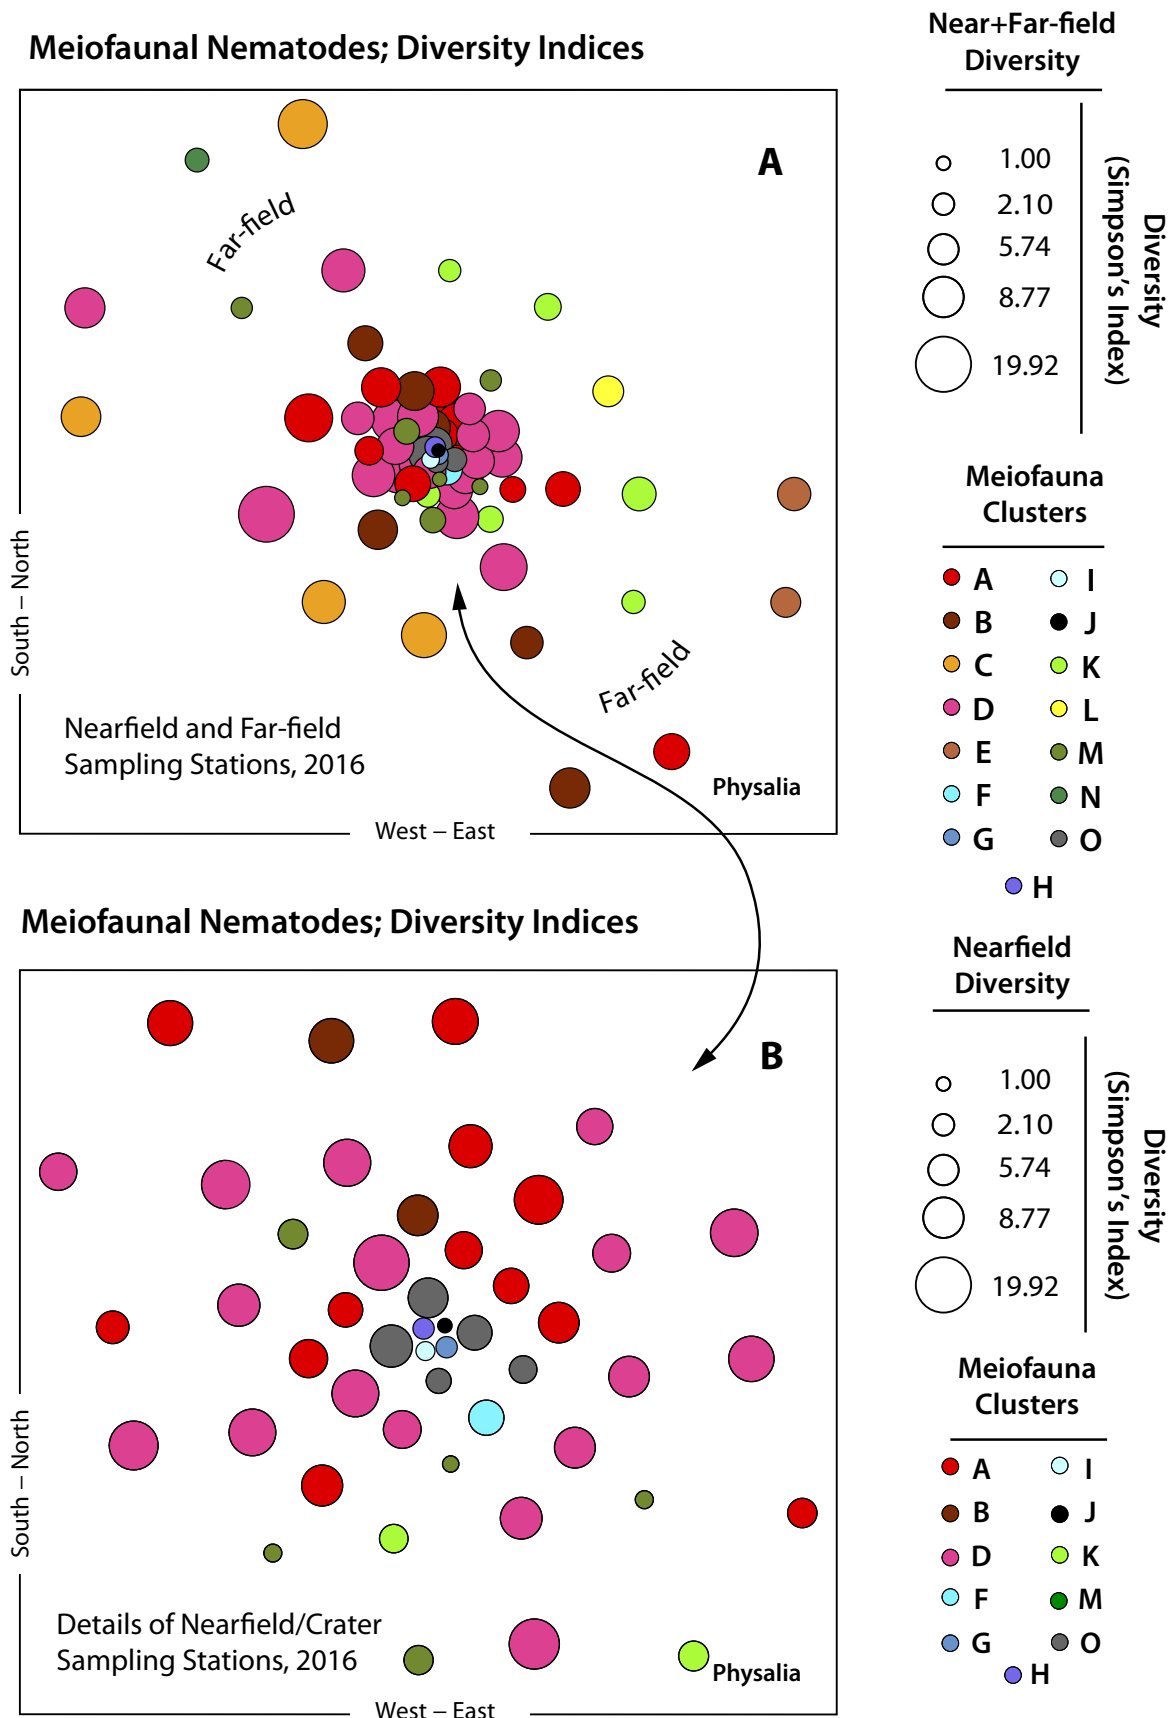 Meiofaunal Nematodes; Diversity Indices
A
Far-field
Far-field
South – North
Nearfield and Far-field
Sampling Stations, 2016
Physalia
West – East
Near+Far-field
Diversity
1.00
2.10
5.74
8.77
19.92
Diversity
(Simpson's Index)
Meiofauna
Clusters
A I
B J
C K
D L
E M
F N
G O
H
Meiofaunal Nematodes; Diversity Indices
B
South – North
Details of Nearfield/Crater
Sampling Stations, 2016
Physalia
West – East
Nearfield
Diversity
1.00
2.10
5.74
8.77
19.92
Diversity
(Simpson's Index)
Meiofauna
Clusters
A I
B J
D K
F M
G O
H